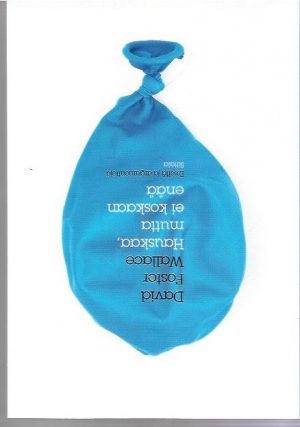 David
Foster
Wallace
Hauskaa,
mutta
ei koskaan
enää
Esseitä ja argumentteja
Siltala